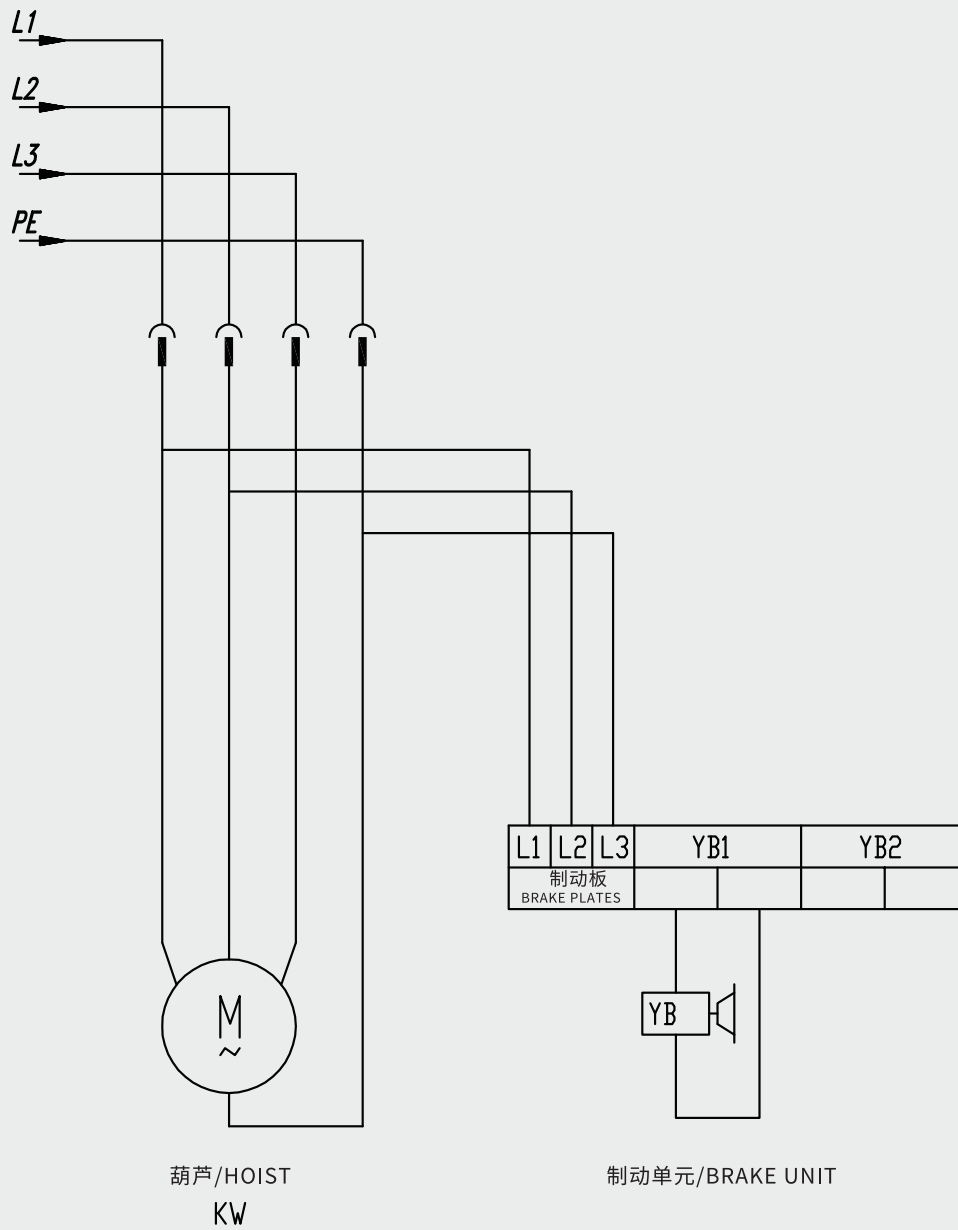 L1
L2
L3
PE
L1 L2 L3 YB1 YB2
制动板
BRAKE PLATES
M
~
YB
葫芦/HOIST
KW
制动单元/BRAKE UNIT